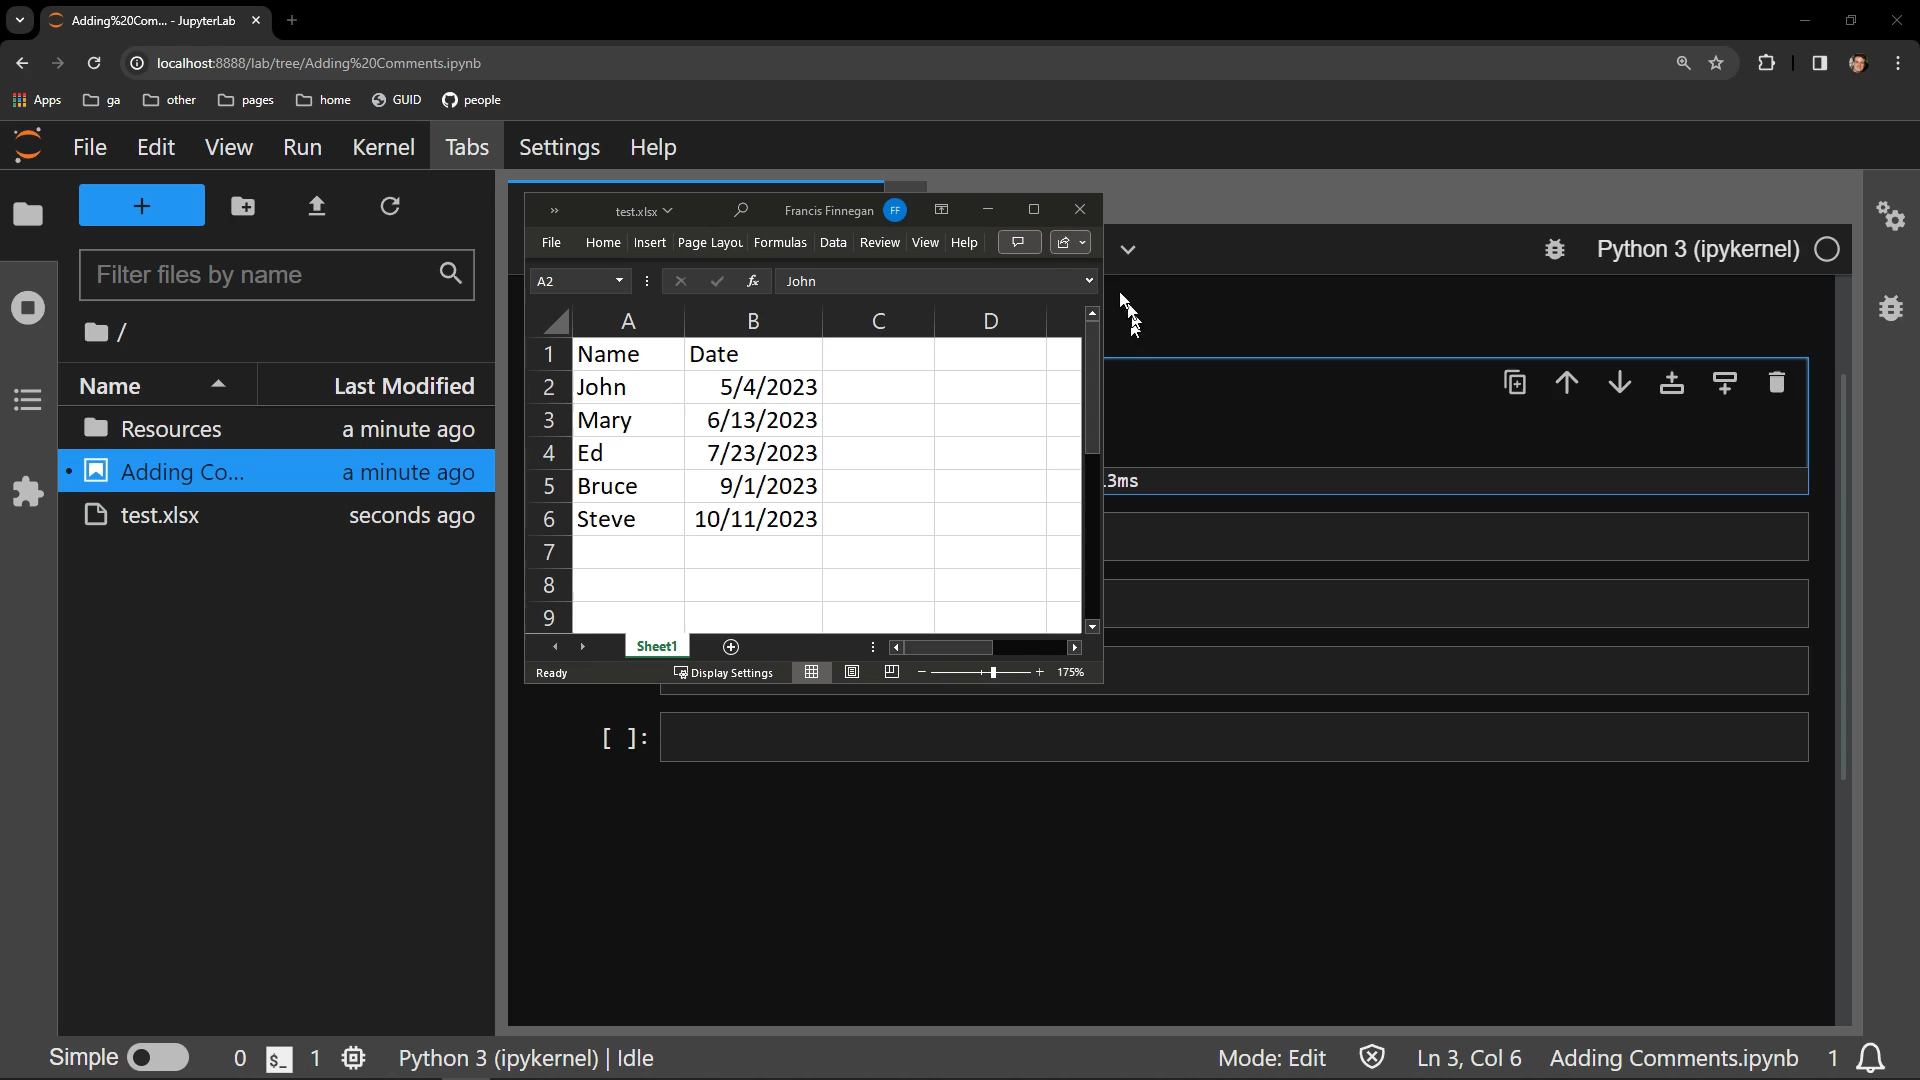 Adding%20Com... - JupyterLab
localhost:8888/lab/tree/Adding%20Comments.ipynb
Apps ga other pages home GUID people
File Edit View Run Kernel Tabs Settings Help
+
Filter files by name
/
Name Last Modified
Resources a minute ago
Adding Co... a minute ago
test.xlsx seconds ago
» test.xlsx Francis Finnegan FF
File Home Insert Page Layou Formulas Data Review View Help
A2 fx John
A B C D
1 Name Date
2 John 5/4/2023
3 Mary 6/13/2023
4 Ed 7/23/2023
5 Bruce 9/1/2023
6 Steve 10/11/2023
7
8
9
Sheet1
Ready Display Settings 175%
Python 3 (ipykernel)
.3ms
[ ]:
Simple 0 $_ 1 Python 3 (ipykernel) | Idle Mode: Edit Ln 3, Col 6 Adding Comments.ipynb 1